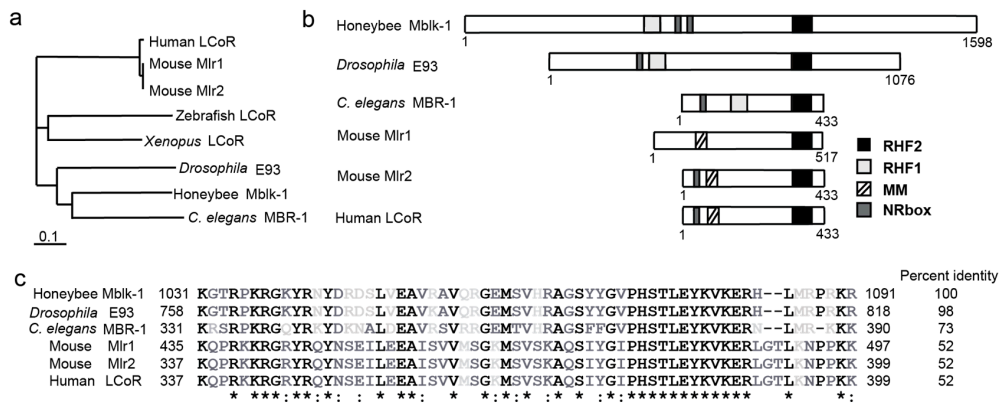 a
Human LCoR
Mouse Mlr1
Mouse Mlr2
Zebrafish LCoR
Xenopus LCoR
Drosophila E93
Honeybee Mblk-1
C. elegans MBR-1
0.1
b
Honeybee Mblk-1
1
1598
Drosophila E93
1
1076
C. elegans MBR-1
1
433
Mouse Mlr1
1
517
Mouse Mlr2
1
433
Human LCoR
1
433
RHF2
RHF1
MM
NRbox
c
Percent identity
Honeybee Mblk-1 1031 KGTRPKRGKYRNYDRDSLVEAVRAVQRGEMSVHRAGSYYGVPHSTLEYKVKERH--LMRPRKR 1091 100
Drosophila E93 758 KGTRPKRGKYRNYDRDSLVEAVRAVQRGEMSVHRAGSYYGVPHSTLEYKVKERH--LMRPRKR 818 98
C. elegans MBR-1 331 KRSRPKRGQYRKYDKNALDEAVRSVRRGEMTVHRAGSFFGVPHSTLEYKVKERH--LMRN-KK 390 73
Mouse Mlr1 435 KQPRKKRGRYRQYNSEILEEAISVVMSGKMSVSKAQSIYGIPHSTLEYKVKERLGTLKNPPKK 497 52
Mouse Mlr2 337 KQPRKKRGRYRQYNSEILEEAISVVMSGKMSVSKAQSIYGIPHSTLEYKVKERLGTLKNPPKK 399 52
Human LCoR 337 KQPRKKRGRYRQYNSEILEEAISVVMSGKMSVSKAQSIYGIPHSTLEYKVKERLGTLKNPPKK 399 52